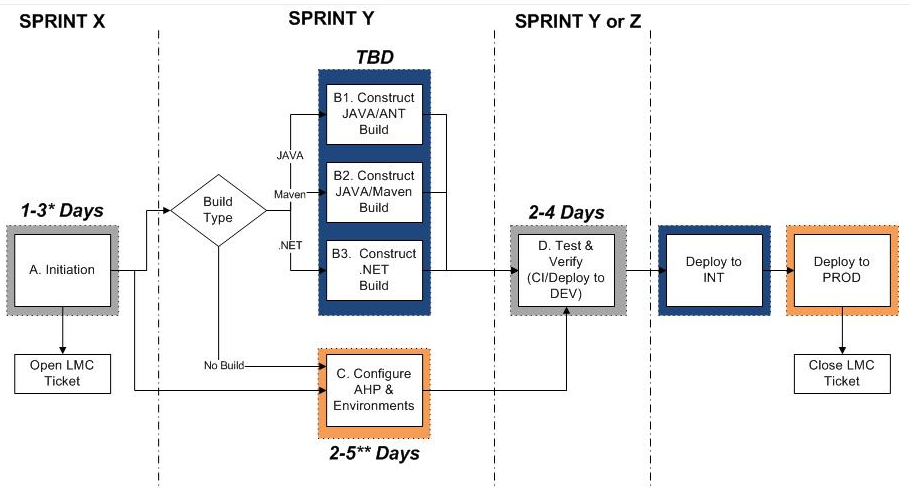 SPRINT X
SPRINT Y
SPRINT Y or Z
TBD
B1. Construct
JAVA/ANT
Build
JAVA
B2. Construct
JAVA/Maven
Build
Maven
Build
Type
1-3* Days
2-4 Days
.NET
B3.  Construct
.NET
Build
A. Initiation
D. Test &
Verify
(CI/Deploy to
DEV)
Deploy to
INT
Deploy to
PROD
Open LMC
Ticket
No Build
C. Configure
AHP &
Environments
Close LMC
Ticket
2-5** Days